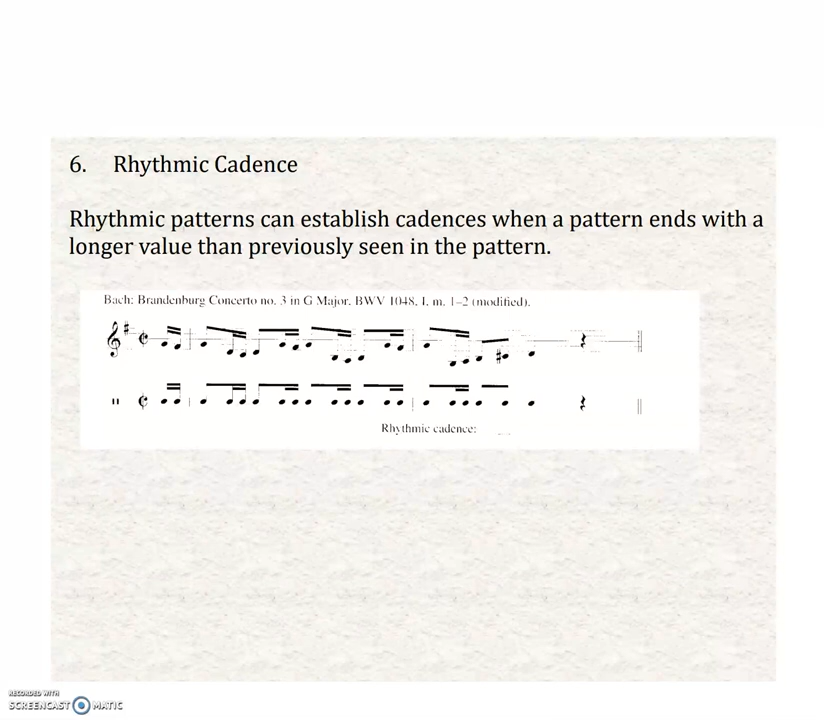 6. Rhythmic Cadence
Rhythmic patterns can establish cadences when a pattern ends with a
longer value than previously seen in the pattern.
Bach: Brandenburg Concerto no. 3 in G Major, BWV 1048, I, m. 1–2 (modified).
Rhythmic cadence:
RECORDED WITH
SCREENCAST MATIC